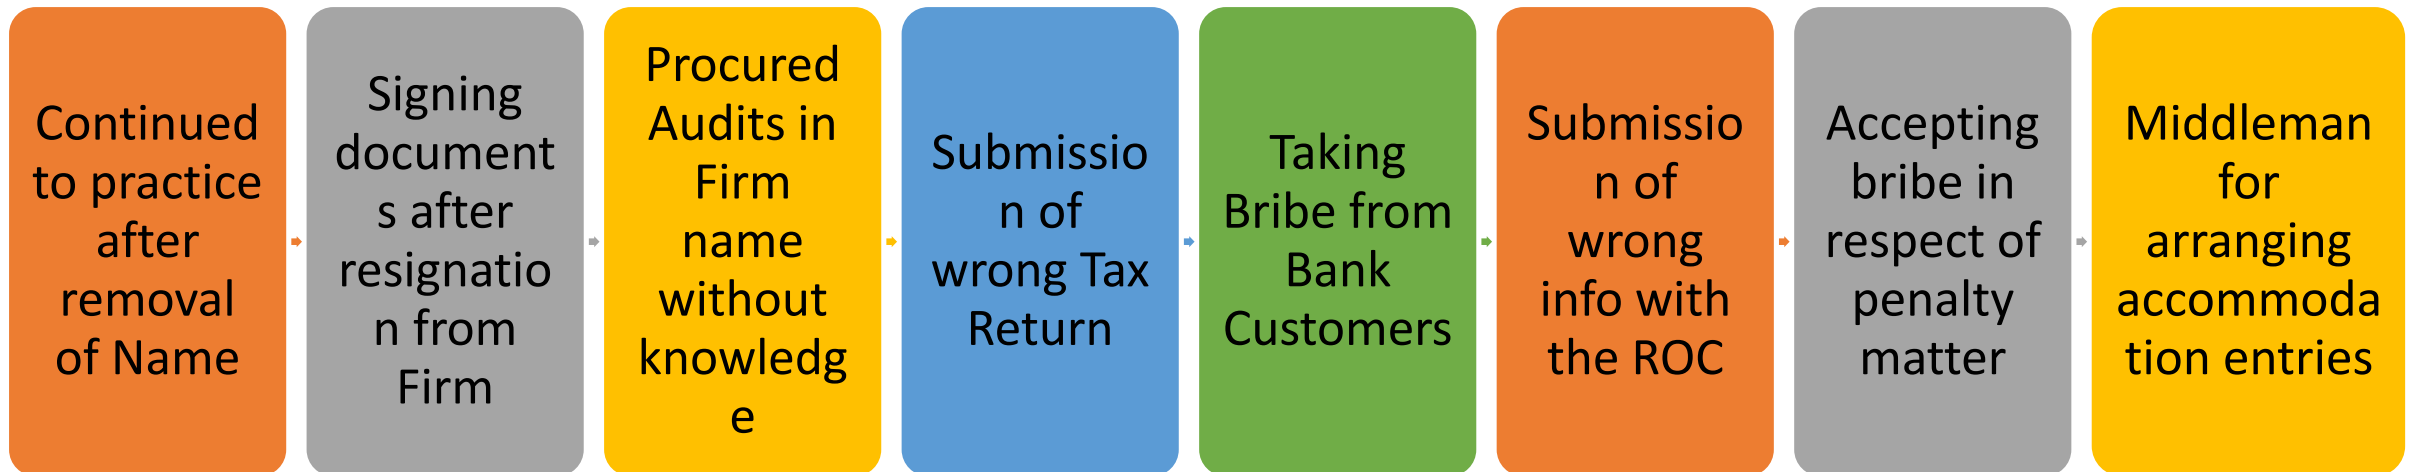 Continued
to practice
after
removal
of Name
Signing
document
s after
resignatio
n from
Firm
Procured
Audits in
Firm
name
without
knowledg
e
Submissio
n of
wrong Tax
Return
Taking
Bribe from
Bank
Customers
Submissio
n of
wrong
info with
the ROC
Accepting
bribe in
respect of
penalty
matter
Middleman
for
arranging
accommoda
tion entries